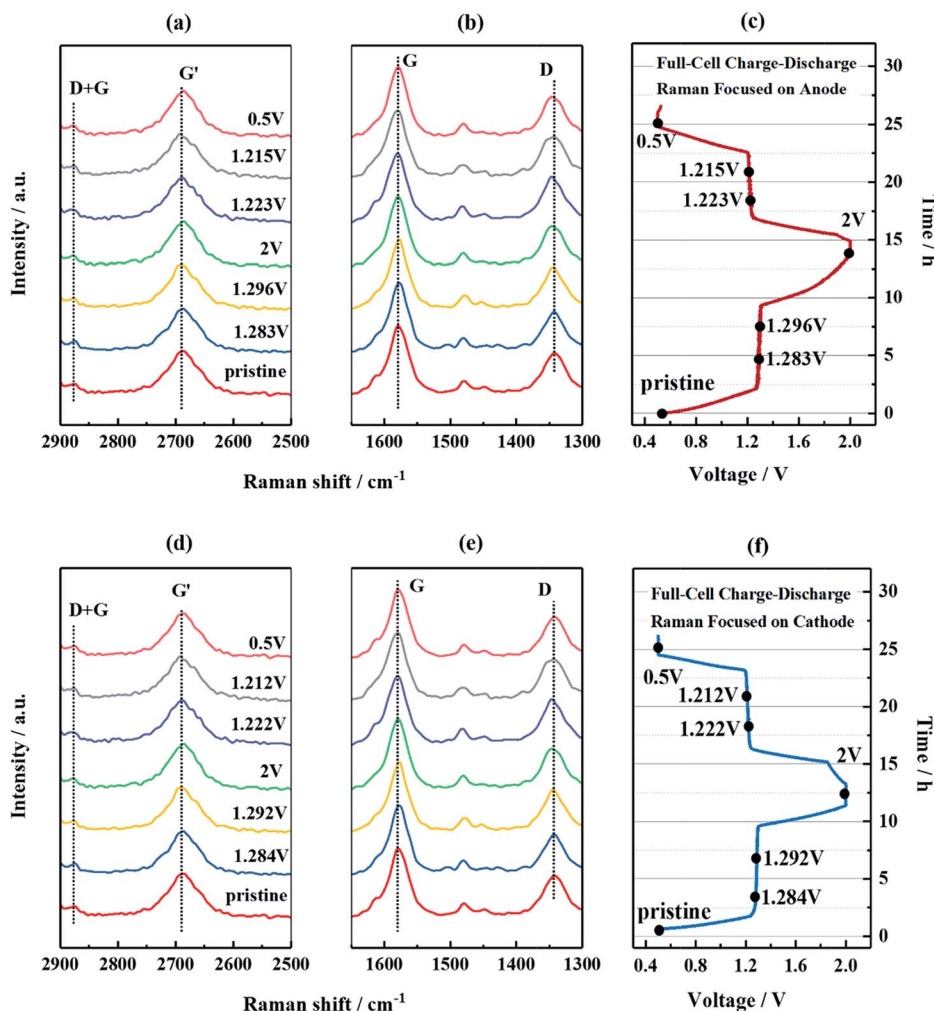 (a)
(b)
(c)
D+G
G'
0.5V
1.215V
1.223V
2V
1.296V
1.283V
pristine
Intensity / a.u.
2900 2800 2700 2600 2500
G
D
1600 1500 1400 1300
Raman shift / cm-1
Full-Cell Charge-Discharge
Raman Focused on Anode
0.5V
1.215V
1.223V
2V
1.296V
1.283V
pristine
30
25
20
15
10
5
0
Time / h
0.4 0.8 1.2 1.6 2.0
Voltage / V
(d)
(e)
(f)
D+G
G'
0.5V
1.212V
1.222V
2V
1.292V
1.284V
pristine
Intensity / a.u.
2900 2800 2700 2600 2500
G
D
1600 1500 1400 1300
Raman shift / cm-1
Full-Cell Charge-Discharge
Raman Focused on Cathode
0.5V
1.212V
1.222V
2V
1.292V
1.284V
pristine
30
25
20
15
10
5
0
Time / h
0.4 0.8 1.2 1.6 2.0
Voltage / V